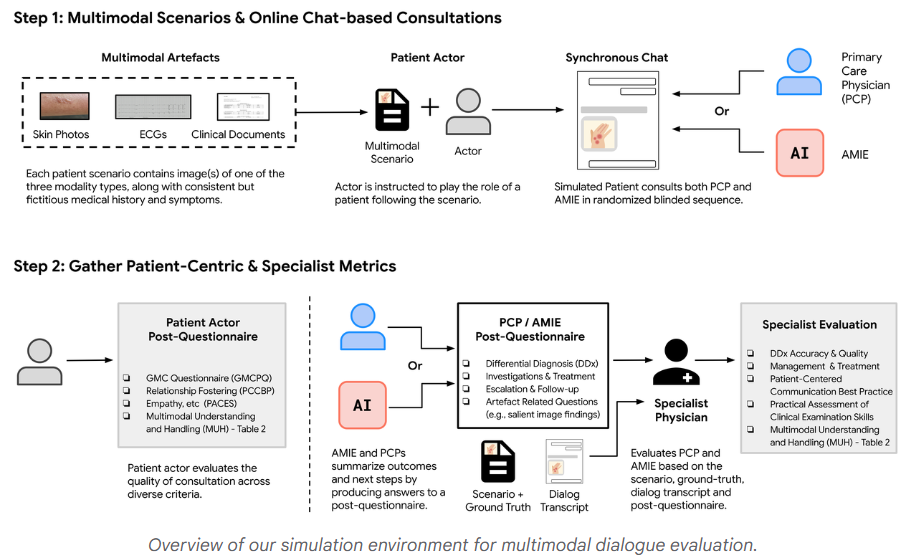 Step 1: Multimodal Scenarios & Online Chat-based Consultations
Multimodal Artefacts
Skin Photos
ECGs
Clinical Documents
Each patient scenario contains image(s) of one of the
three modality types, along with consistent but
fictitious medical history and symptoms.
Patient Actor
Multimodal
Scenario
Actor
Actor is instructed to play the role of a
patient following the scenario.
Synchronous Chat
Simulated Patient consults both PCP and
AMIE in randomized blinded sequence.
Or
Primary
Care
Physician
(PCP)
AI
AMIE
Step 2: Gather Patient-Centric & Specialist Metrics
Patient Actor
Post-Questionnaire
GMC Questionnaire (GMCPQ)
Relationship Fostering (PCCBP)
Empathy, etc (PACES)
Multimodal Understanding
and Handling (MUH) - Table 2
Patient actor evaluates the
quality of consultation across
diverse criteria.
Or
AI
AMIE and PCPs
summarize outcomes
and next steps by
producing answers to a
post-questionnaire.
PCP / AMIE
Post-Questionnaire
Differential Diagnosis (DDx)
Investigations & Treatment
Escalation & Follow-up
Artefact Related Questions
(e.g., salient image findings)
Scenario +
Ground Truth
Dialog
Transcript
Specialist
Physician
Evaluates PCP and
AMIE based on the
scenario, ground-truth,
dialog transcript and
post-questionnaire.
Specialist Evaluation
DDx Accuracy & Quality
Management & Treatment
Patient-Centered
Communication Best Practice
Practical Assessment of
Clinical Examination Skills
Multimodal Understanding
and Handling (MUH) - Table 2
Overview of our simulation environment for multimodal dialogue evaluation.